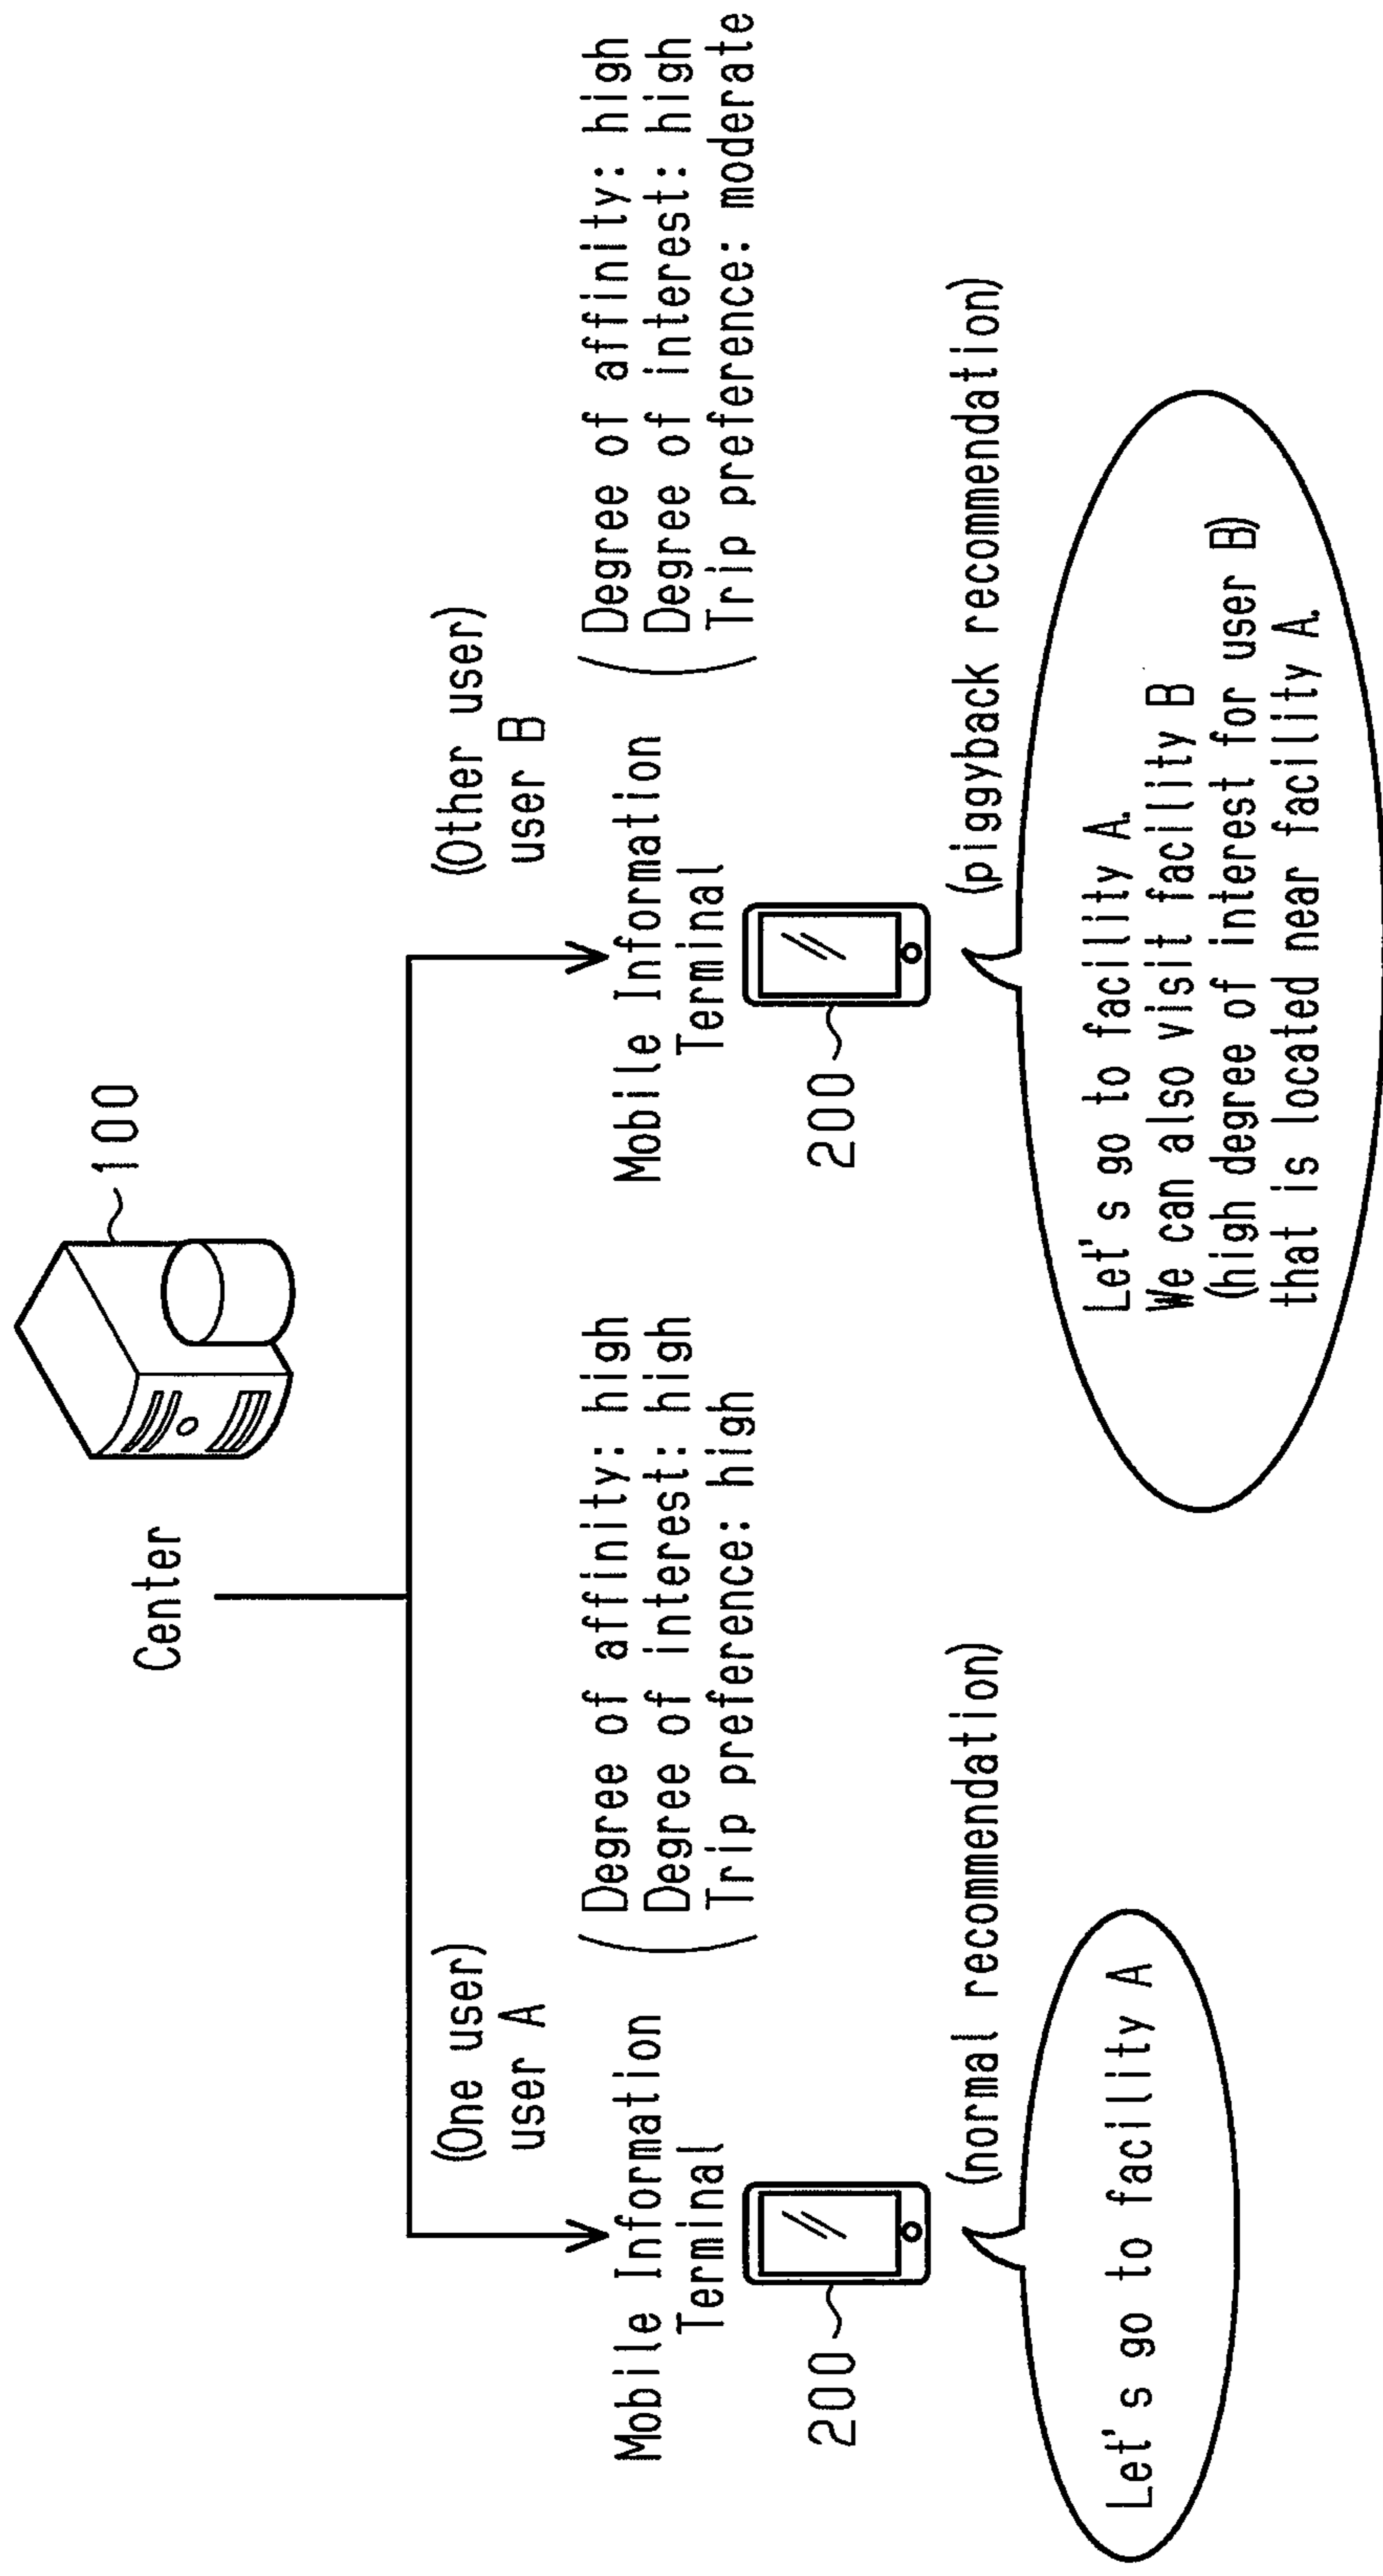 Center
100
(One user)
user A
Mobile Information
Terminal
Degree of affinity: high
Degree of interest: high
Trip preference: high
200
(normal recommendation)
Let's go to facility A
(Other user)
user B
Mobile Information
Terminal
Degree of affinity: high
Degree of interest: high
Trip preference: moderate
200
(piggyback recommendation)
Let's go to facility A.
We can also visit facility B
(high degree of interest for user B)
that is located near facility A.